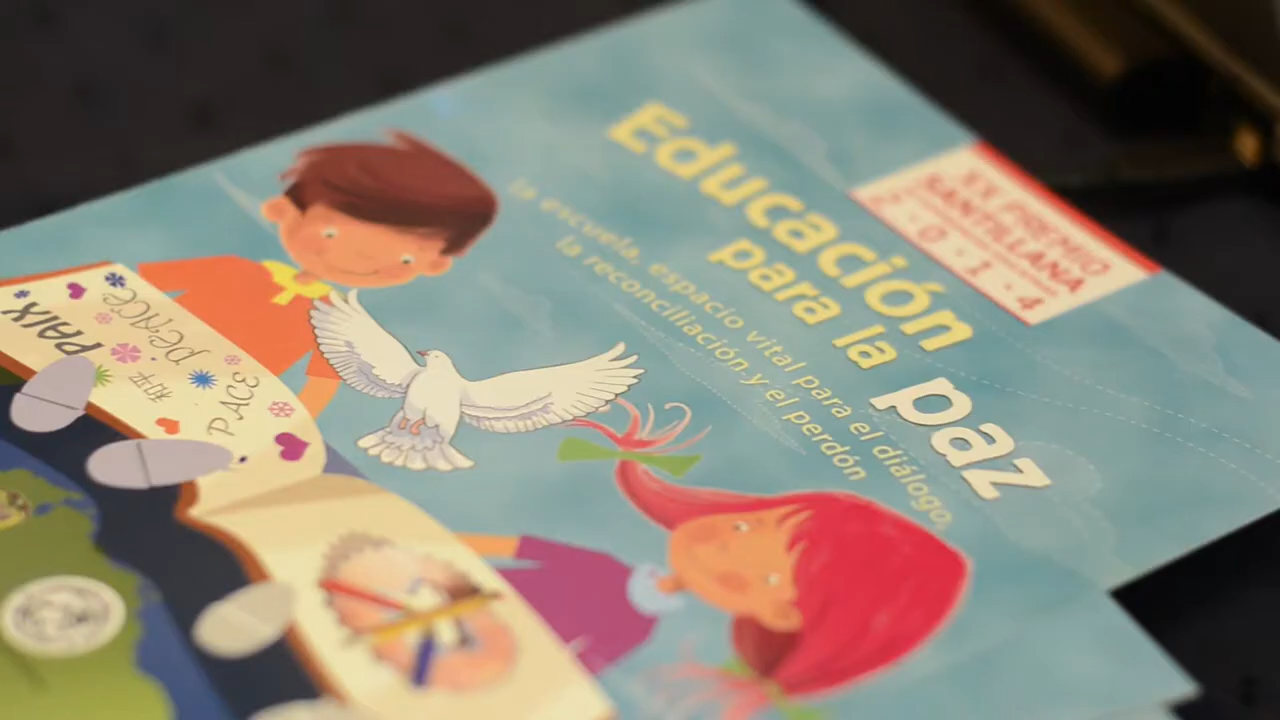 XX PREMIO
SANTILLANA
2 · 0 · 1 · 4
Educación
para la
paz
la escuela, espacio vital para el diálogo,
la reconciliación y el perdón
PAIX
peace
和平
PACE